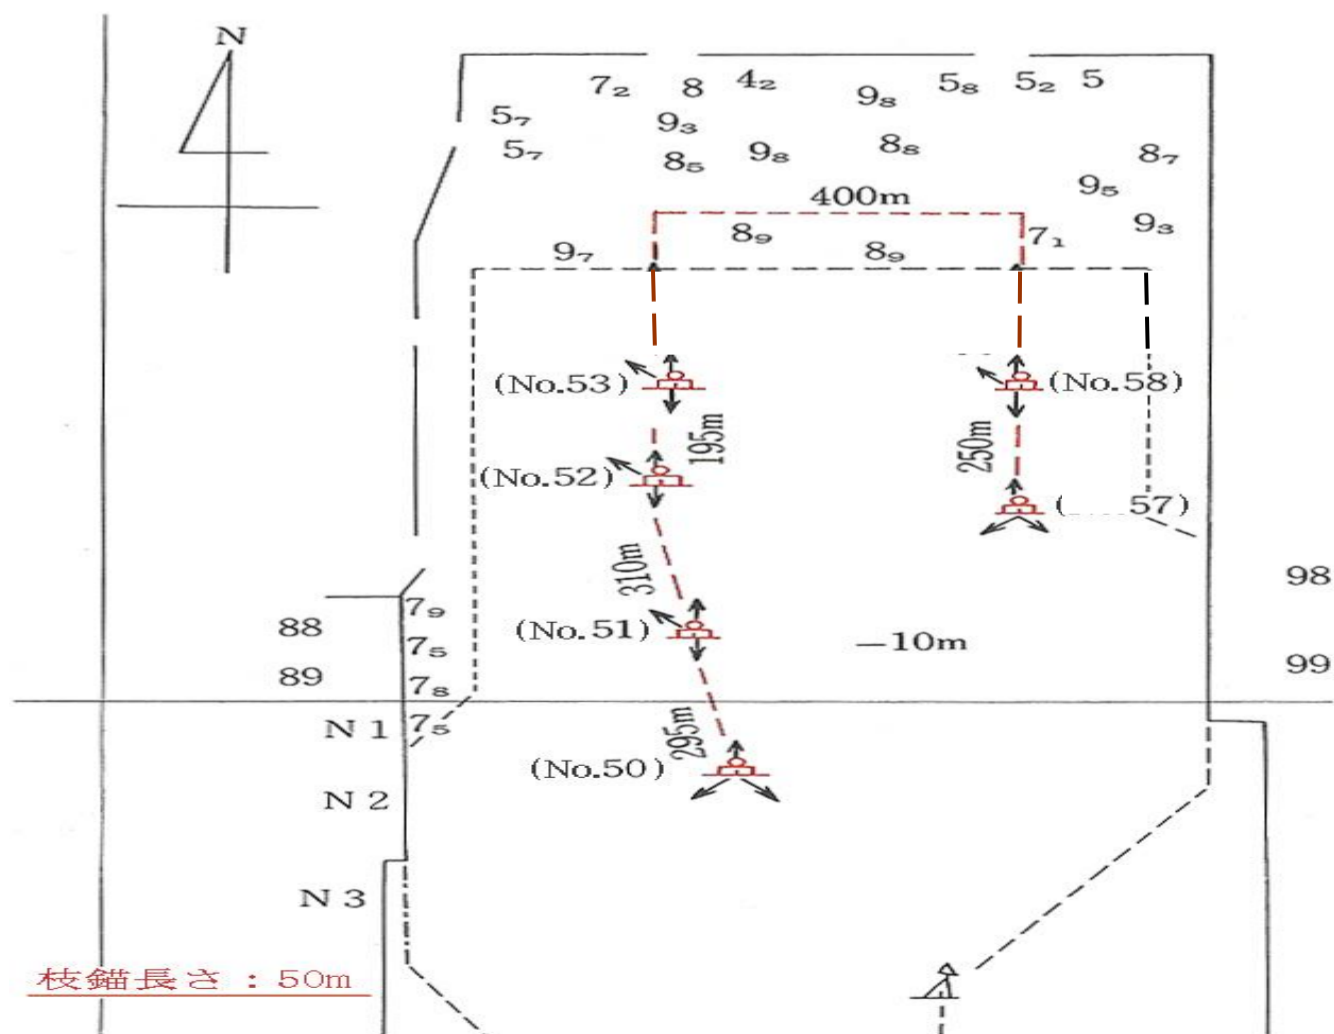 N
7₂ 8 4₂ 9₈ 5₈ 5₂ 5
5₇ 9₃
5₇ 8₅ 9₈ 8₈ 8₇
9₅
400m
9₃
9₇ 8₉ 8₉ 7₁
(No.53) (No.58)
195m 250m
(No.52)
( 57)
310m
98
7₉
88
(No.51)
7₅ −10m
99
89 7₈
N 1 7₅
295m
(No.50)
N 2
N 3
枝錨長さ：50m